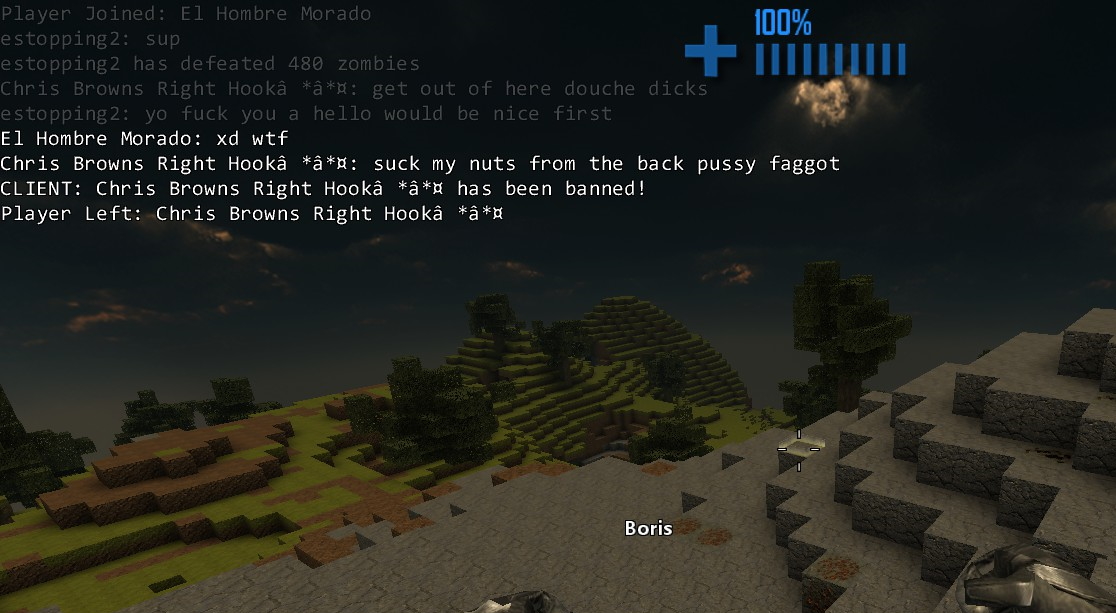 Player Joined: El Hombre Morado
estopping2: sup
estopping2 has defeated 480 zombies
Chris Browns Right Hookâ *â*¤: get out of here douche dicks
estopping2: yo fuck you a hello would be nice first
El Hombre Morado: xd wtf
Chris Browns Right Hookâ *â*¤: suck my nuts from the back pussy faggot
CLIENT: Chris Browns Right Hookâ *â*¤ has been banned!
Player Left: Chris Browns Right Hookâ *â*¤
100%
Boris